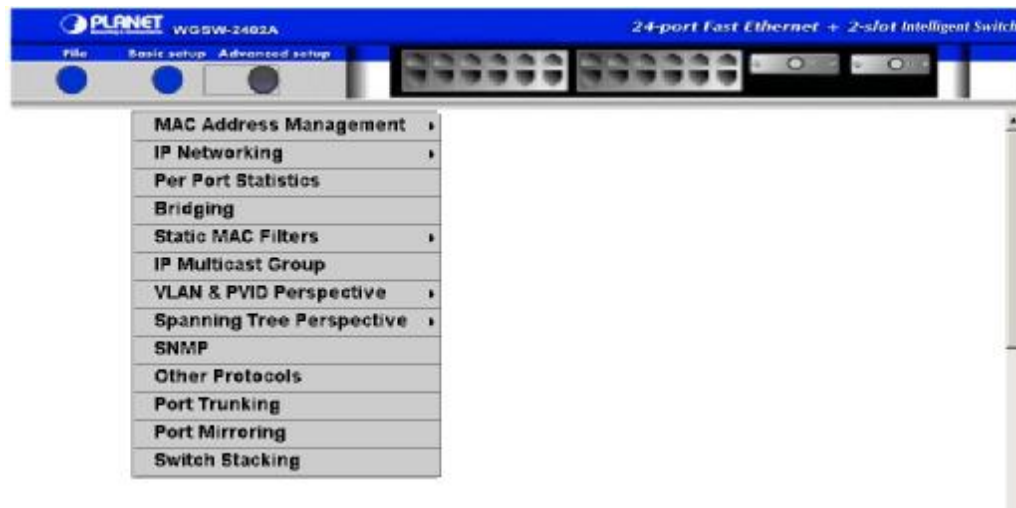 PLANET WGSW-2402A 24-port Fast Ethernet + 2-slot Intelligent Switch
File Basic setup Advanced setup
MAC Address Management
IP Networking
Per Port Statistics
Bridging
Static MAC Filters
IP Multicast Group
VLAN & PVID Perspective
Spanning Tree Perspective
SNMP
Other Protocols
Port Trunking
Port Mirroring
Switch Stacking